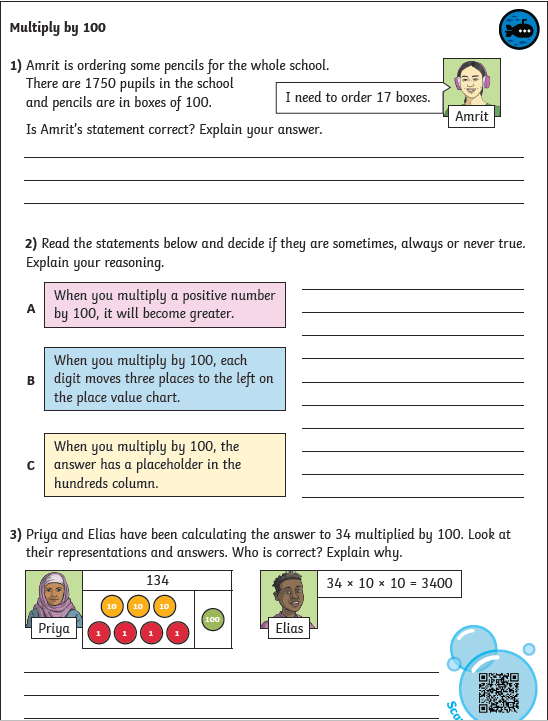 Multiply by 100
1) Amrit is ordering some pencils for the whole school.
There are 1750 pupils in the school
and pencils are in boxes of 100.
I need to order 17 boxes.
Amrit
Is Amrit's statement correct? Explain your answer.
2) Read the statements below and decide if they are sometimes, always or never true.
Explain your reasoning.
A
When you multiply a positive number
by 100, it will become greater.
B
When you multiply by 100, each
digit moves three places to the left on
the place value chart.
C
When you multiply by 100, the
answer has a placeholder in the
hundreds column.
3) Priya and Elias have been calculating the answer to 34 multiplied by 100. Look at
their representations and answers. Who is correct? Explain why.
134
10 10 10
100
1 1 1 1
Priya
34 × 10 × 10 = 3400
Elias